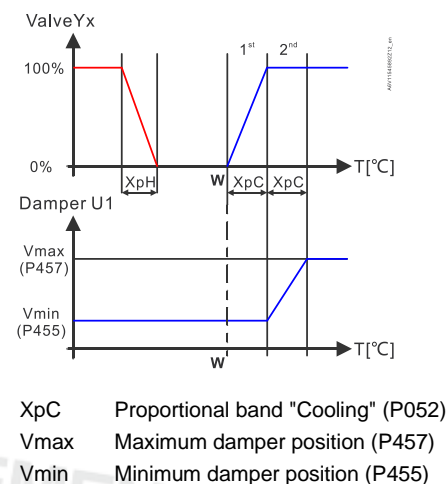 ValveYx
1st 2nd
100%
0%
XpH W XpC XpC T[°C]
Damper U1
Vmax
(P457)
Vmin
(P455)
W T[°C]
XpC Proportional band "Cooling" (P052)
Vmax Maximum damper position (P457)
Vmin Minimum damper position (P455)